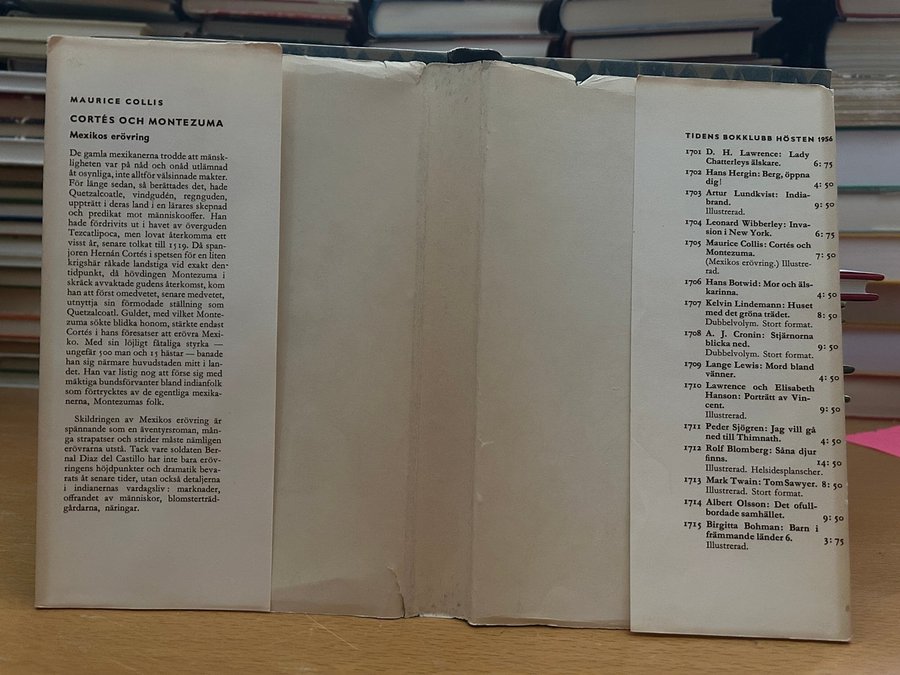 MAURICE COLLIS
CORTÉS OCH MONTEZUMA
Mexikos erövring
De gamla mexikanerna trodde att mänsk-
ligheten var på nåd och onåd utlämnad
åt osynliga, inte alltför välsinnade makter.
För länge sedan, så berättades det, hade
Quetzalcoatle, vindguden, regnguden,
uppträtt i deras land i en lärares skepnad
och predikat mot människooffer. Han
hade fördrivits ut i havet av överguden
Tezcatlipoca, men lovat återkomma ett
visst år, senare tolkat till 1519. Då span-
joren Hernán Cortés i spetsen för en liten
krigshär råkade landstiga vid exakt den-
tidpunkt, då hövdingen Montezuma i
skräck avvaktade gudens återkomst, kom
han att först omedvetet, senare medvetet,
utnyttja sin förmodade ställning som
Quetzalcoatl. Guldet, med vilket Monte-
zuma sökte blidka honom, stärkte endast
Cortés i hans föresatser att erövra Mexi-
ko. Med sin löjligt fåtaliga styrka —
ungefär 500 man och 15 hästar — banade
han sig närmare huvudstaden mitt i lan-
det. Han var listig nog att förse sig med
mäktiga bundsförvanter bland indianfolk
som förtrycktes av de egentliga mexika-
nerna, Montezumas folk.
Skildringen av Mexikos erövring är
spännande som en äventyrsroman, mån-
ga strapatser och strider måste nämligen
erövrarna utstå. Tack vare soldaten Ber-
nal Diaz del Castillo har inte bara eröv-
ringens höjdpunkter och dramatik beva-
rats åt senare tider, utan också detaljerna
i indianernas vardagsliv: marknader,
offrandet av människor, blomsterträd-
gårdarna, näringar.
TIDENS BOKKLUBB HÖSTEN 1956
1701 D. H. Lawrence: Lady
Chatterleys älskare. 6: 75
1702 Hans Hergin: Berg, öppna
dig! 4: 50
1703 Artur Lundkvist: India-
brand. 9: 50
Illustrerad.
1704 Leonard Wibberley: Inva-
sion i New York. 6: 75
1705 Maurice Collis: Cortés och
Montezuma. 7: 50
(Mexikos erövring.) Illustre-
rad.
1706 Hans Botwid: Mor och äls-
karinna. 4: 50
1707 Kelvin Lindemann: Huset
med det gröna trädet. 8: 50
Dubbelvolym. Stort format.
1708 A. J. Cronin: Stjärnorna
blicka ned. 9: 50
Dubbelvolym. Stort format.
1709 Lange Lewis: Mord bland
vänner. 4: 50
1710 Lawrence och Elisabeth
Hanson: Porträtt av Vin-
cent. 9: 50
Illustrerad.
1711 Peder Sjögren: Jag vill gå
ned till Thimnath. 4: 50
1712 Rolf Blomberg: Såna djur
finns. 14: 50
Illustrerad. Helsidesplanscher.
1713 Mark Twain: Tom Sawyer. 8: 50
Illustrerad. Stort format.
1714 Albert Olsson: Det ofull-
bordade samhället. 9: 50
1715 Birgitta Bohman: Barn i
främmande länder 6. 3: 75
Illustrerad.